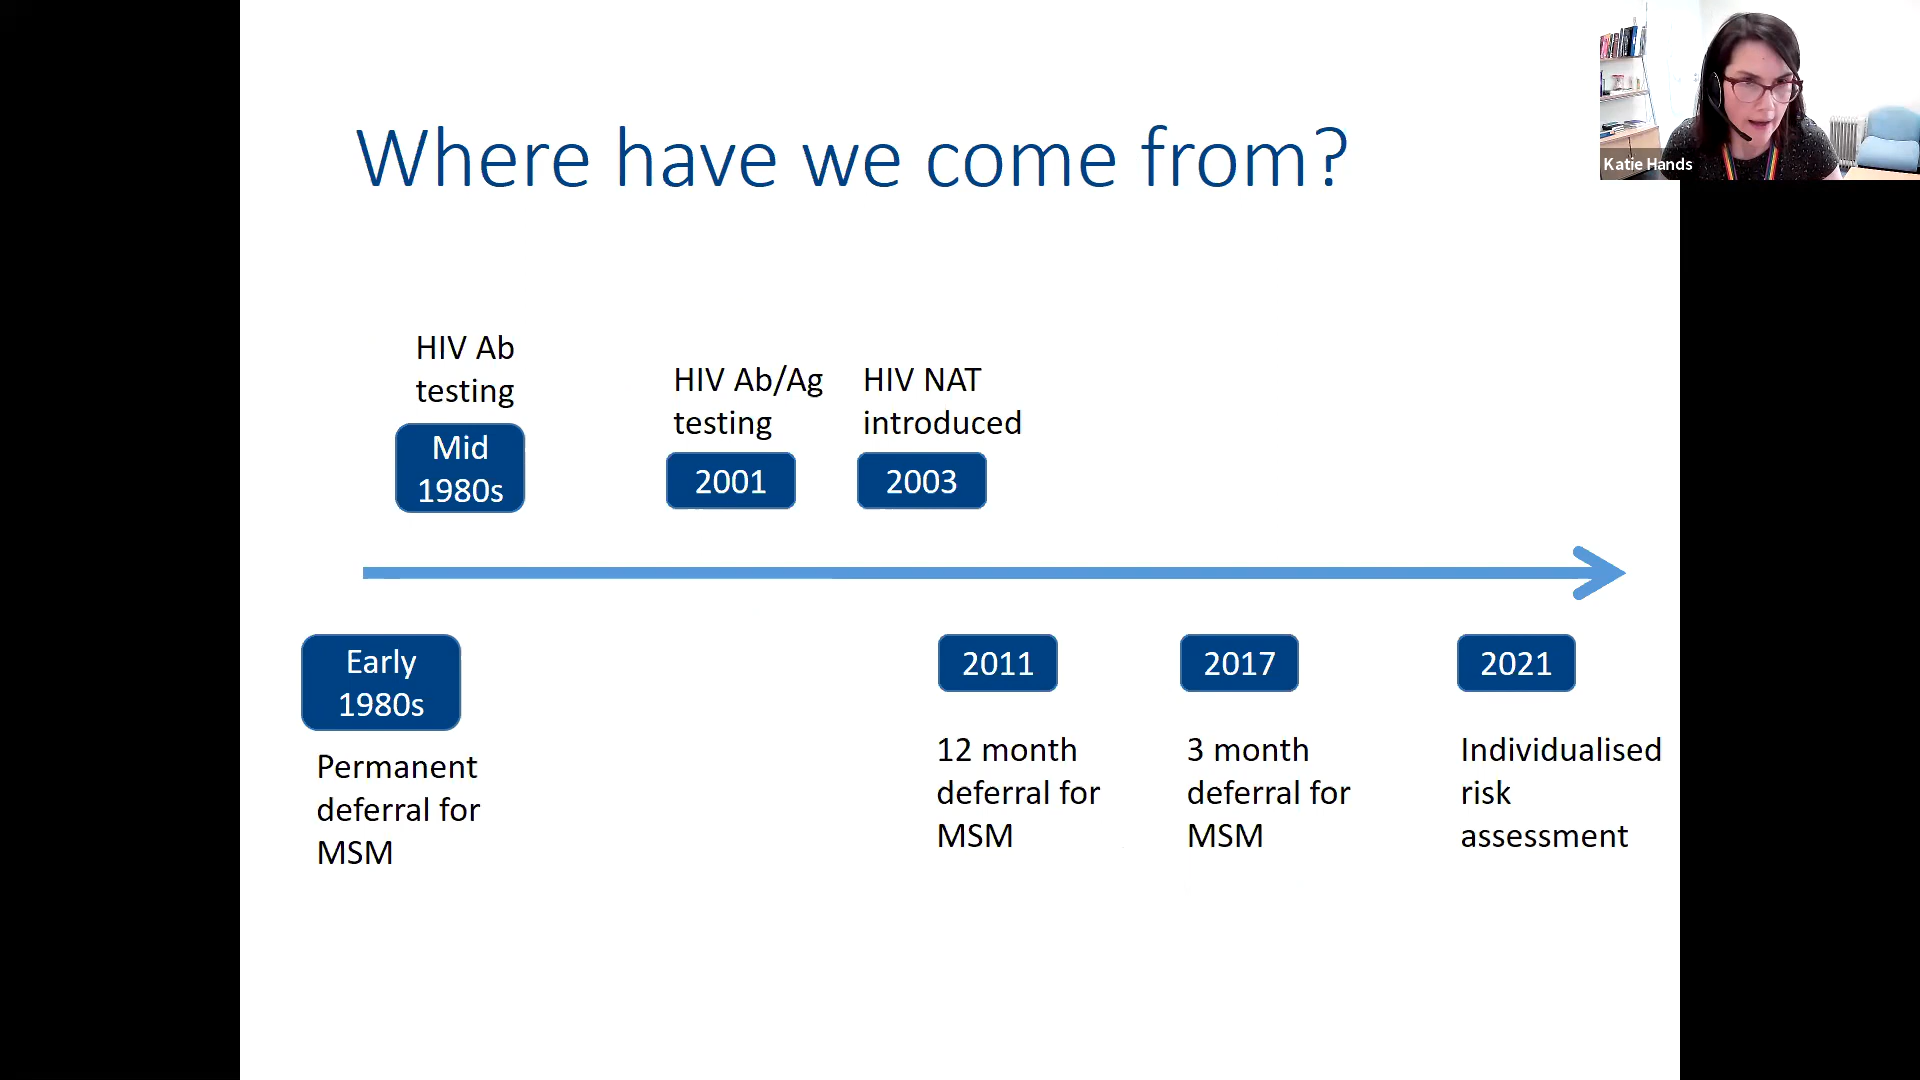 Where have we come from?
Katie Hands
HIV Ab
testing
Mid
1980s
HIV Ab/Ag
testing
2001
HIV NAT
introduced
2003
Early
1980s
Permanent
deferral for
MSM
2011
12 month
deferral for
MSM
2017
3 month
deferral for
MSM
2021
Individualised
risk
assessment